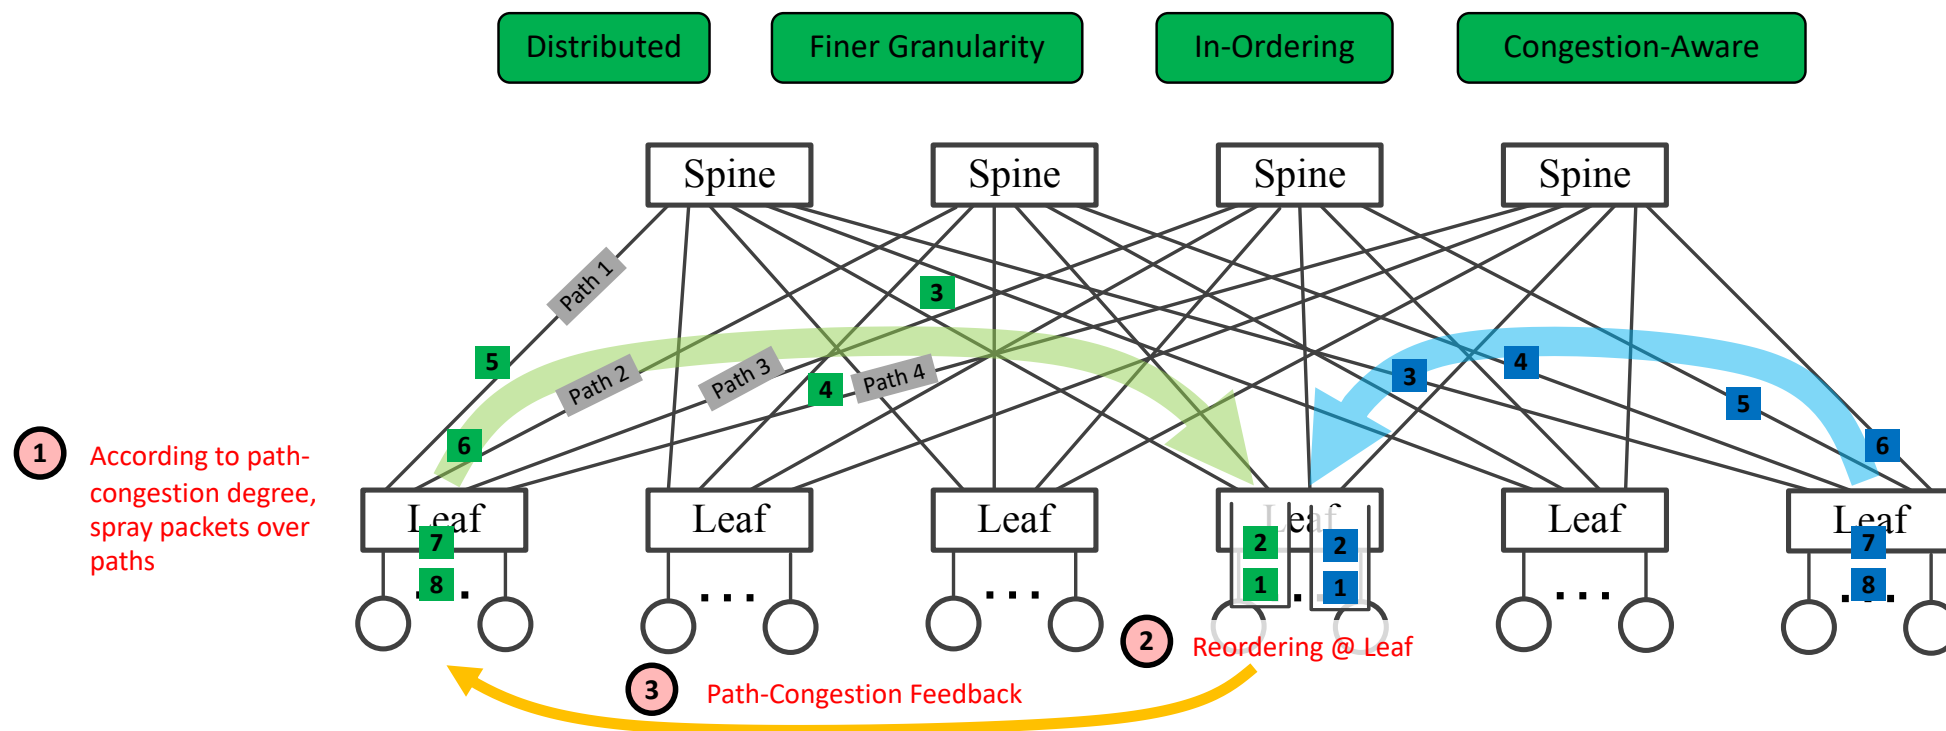 Distributed
Finer Granularity
In-Ordering
Congestion-Aware
Spine
Spine
Spine
Spine
Path 1
3
5
Path 2
Path 3
4
Path 4
3
4
5
6
6
1
According to path-
congestion degree,
spray packets over
paths
Leaf
Leaf
Leaf
Leaf
Leaf
Leaf
7
8
2
1
2
1
7
8
...
...
...
...
2
Reordering @ Leaf
3
Path-Congestion Feedback